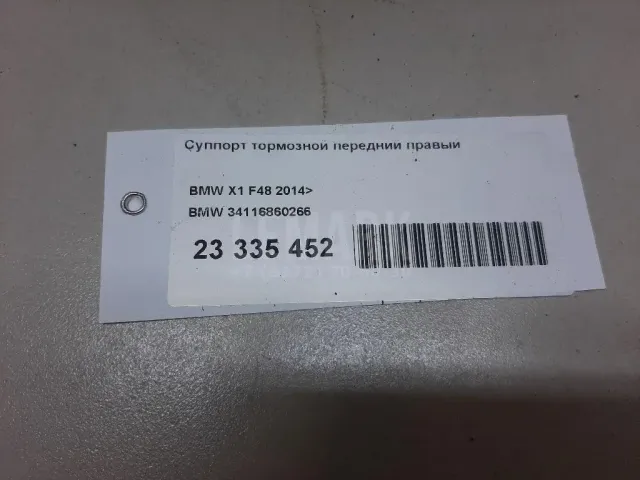 Суппорт тормозной передний правый
BMW X1 F48 2014>
BMW 34116860266
23 335 452